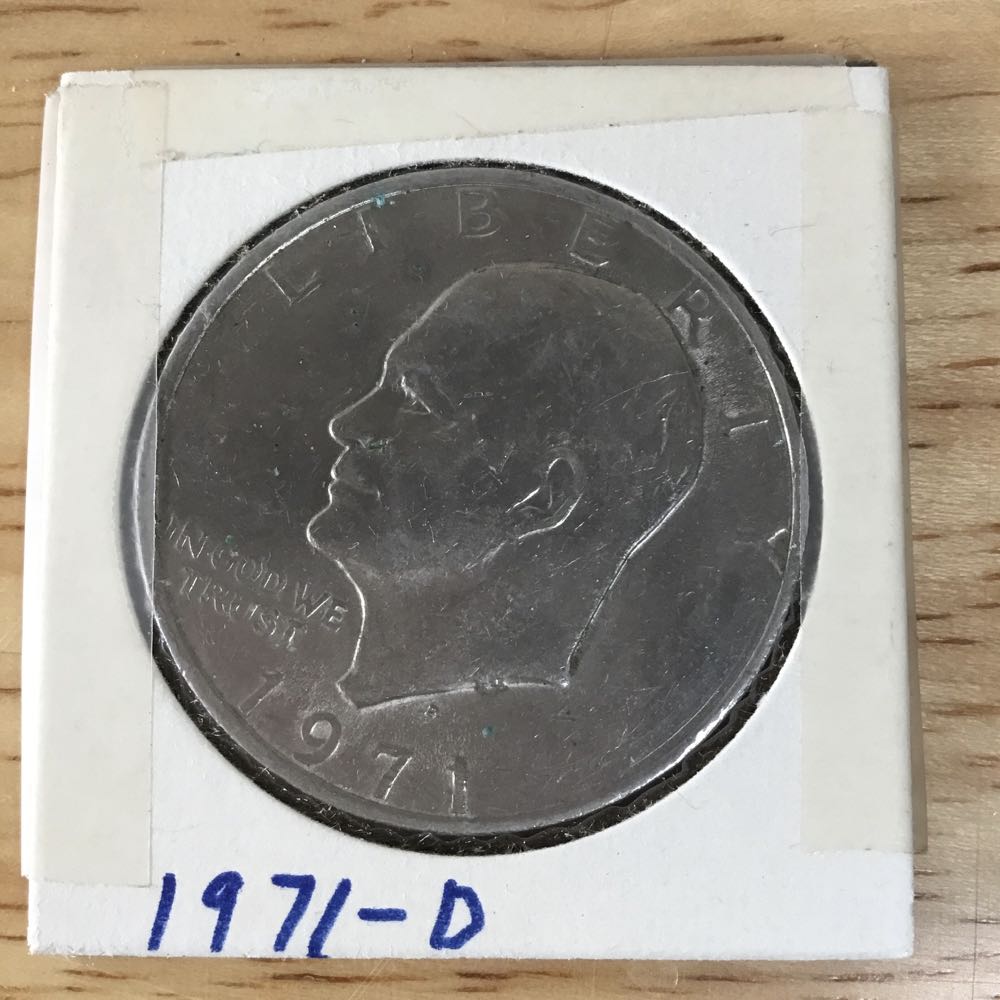 LIBERTY
IN GOD WE
TRUST
1971
1971-D